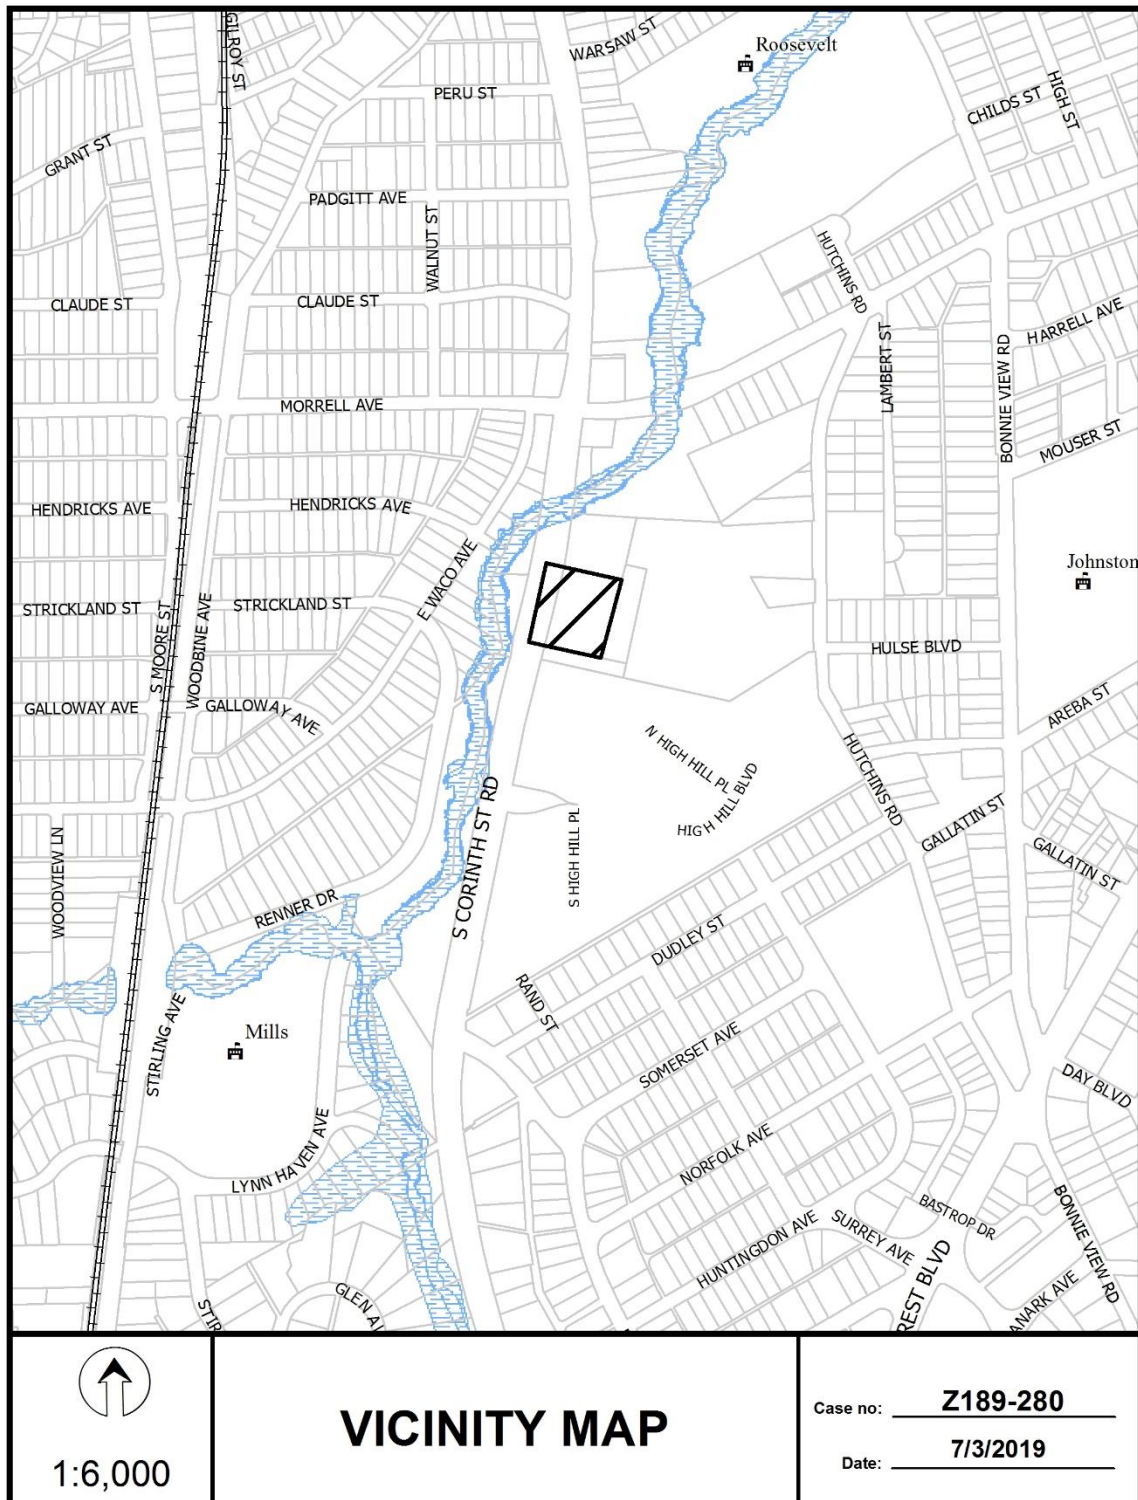 GILROY ST
WARSAW ST
Roosevelt
PERU ST
CHILDS ST
HIGH ST
GRANT ST
PADGITT AVE
WALNUT ST
HUTCHINS RD
CLAUDE ST
CLAUDE ST
HARRELL AVE
LAMBERT ST
BONNIE VIEW RD
MORRELL AVE
MOUSER ST
HENDRICKS AVE
HENDRICKS AVE
E WACO AVE
Johnston
STRICKLAND ST
STRICKLAND ST
S MOORE ST
WOODBINE AVE
HULSE BLVD
GALLOWAY AVE
GALLOWAY AVE
AREBA ST
N HIGH HILL PL
HIGH HILL BLVD
HUTCHINS RD
S CORINTH ST RD
S HIGH HILL PL
GALLATIN ST
GALLATIN ST
WOODVIEW LN
RENNER DR
DUDLEY ST
RAND ST
STIRLING AVE
Mills
SOMERSET AVE
DAY BLVD
LYNN HAVEN AVE
NORFOLK AVE
BASTROP DR
BONNIE VIEW RD
SURREY AVE
HUNTINGDON AVE
REST BLVD
ANARK AVE
GLEN A
STIR
1:6,000
VICINITY MAP
Case no: Z189-280
Date: 7/3/2019